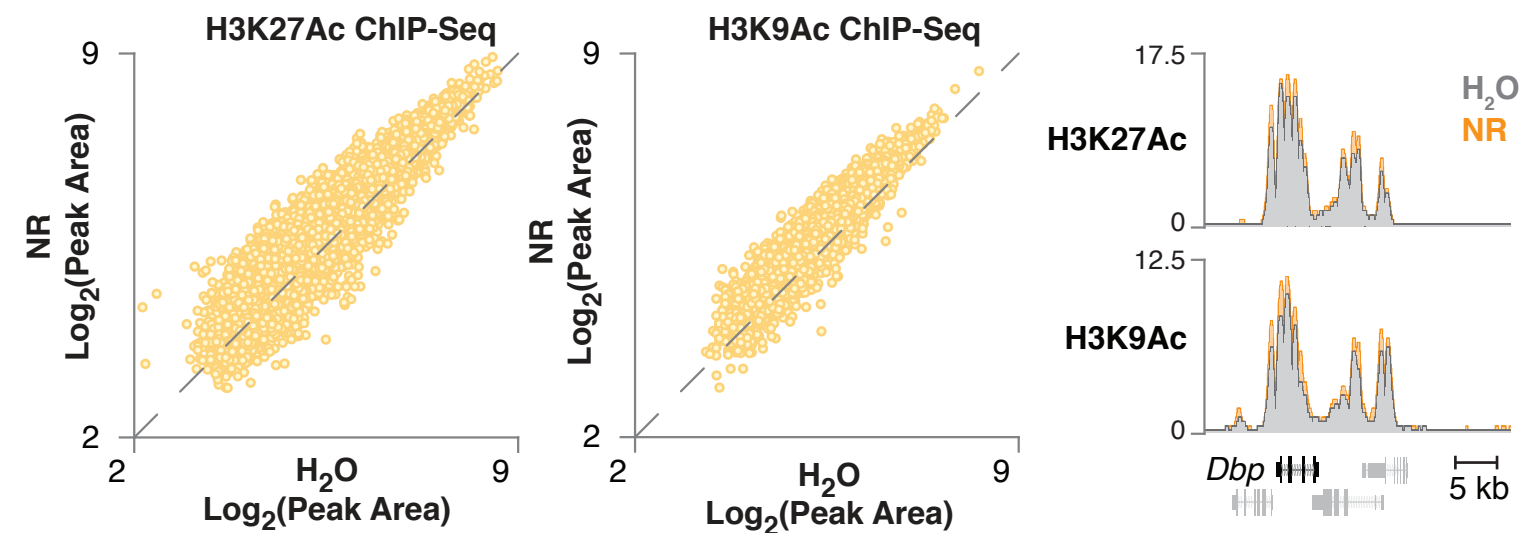 H3K27Ac ChIP-Seq
9
NR
Log2(Peak Area)
2
2
9
H2O
Log2(Peak Area)
H3K9Ac ChIP-Seq
9
NR
Log2(Peak Area)
2
2
9
H2O
Log2(Peak Area)
17.5
H3K27Ac
0
H2O
NR
12.5
H3K9Ac
0
Dbp
5 kb